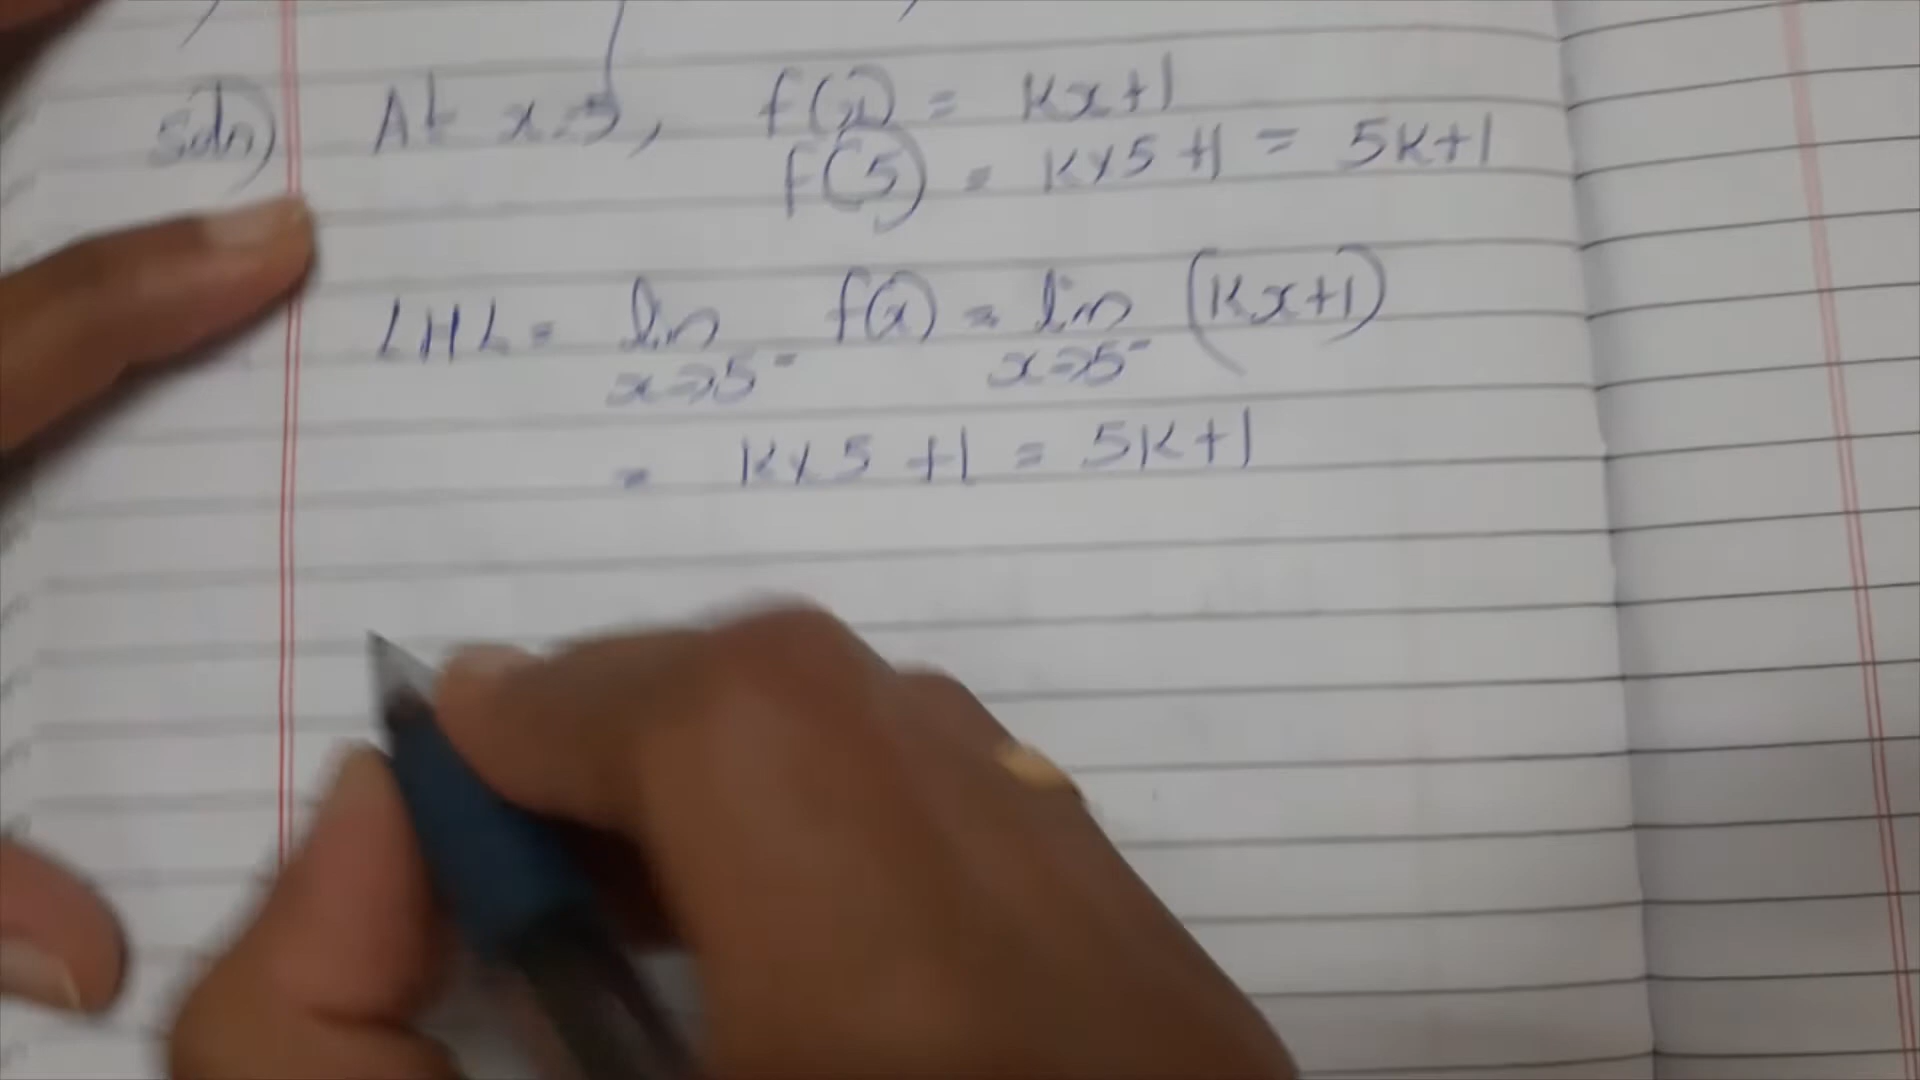 Soln) At x=5, f(x) = kx+1
f(5) = k×5+1 = 5k+1
LHL = lim f(x) = lim (kx+1)
x→5⁻ x→5⁻
= k×5+1 = 5k+1